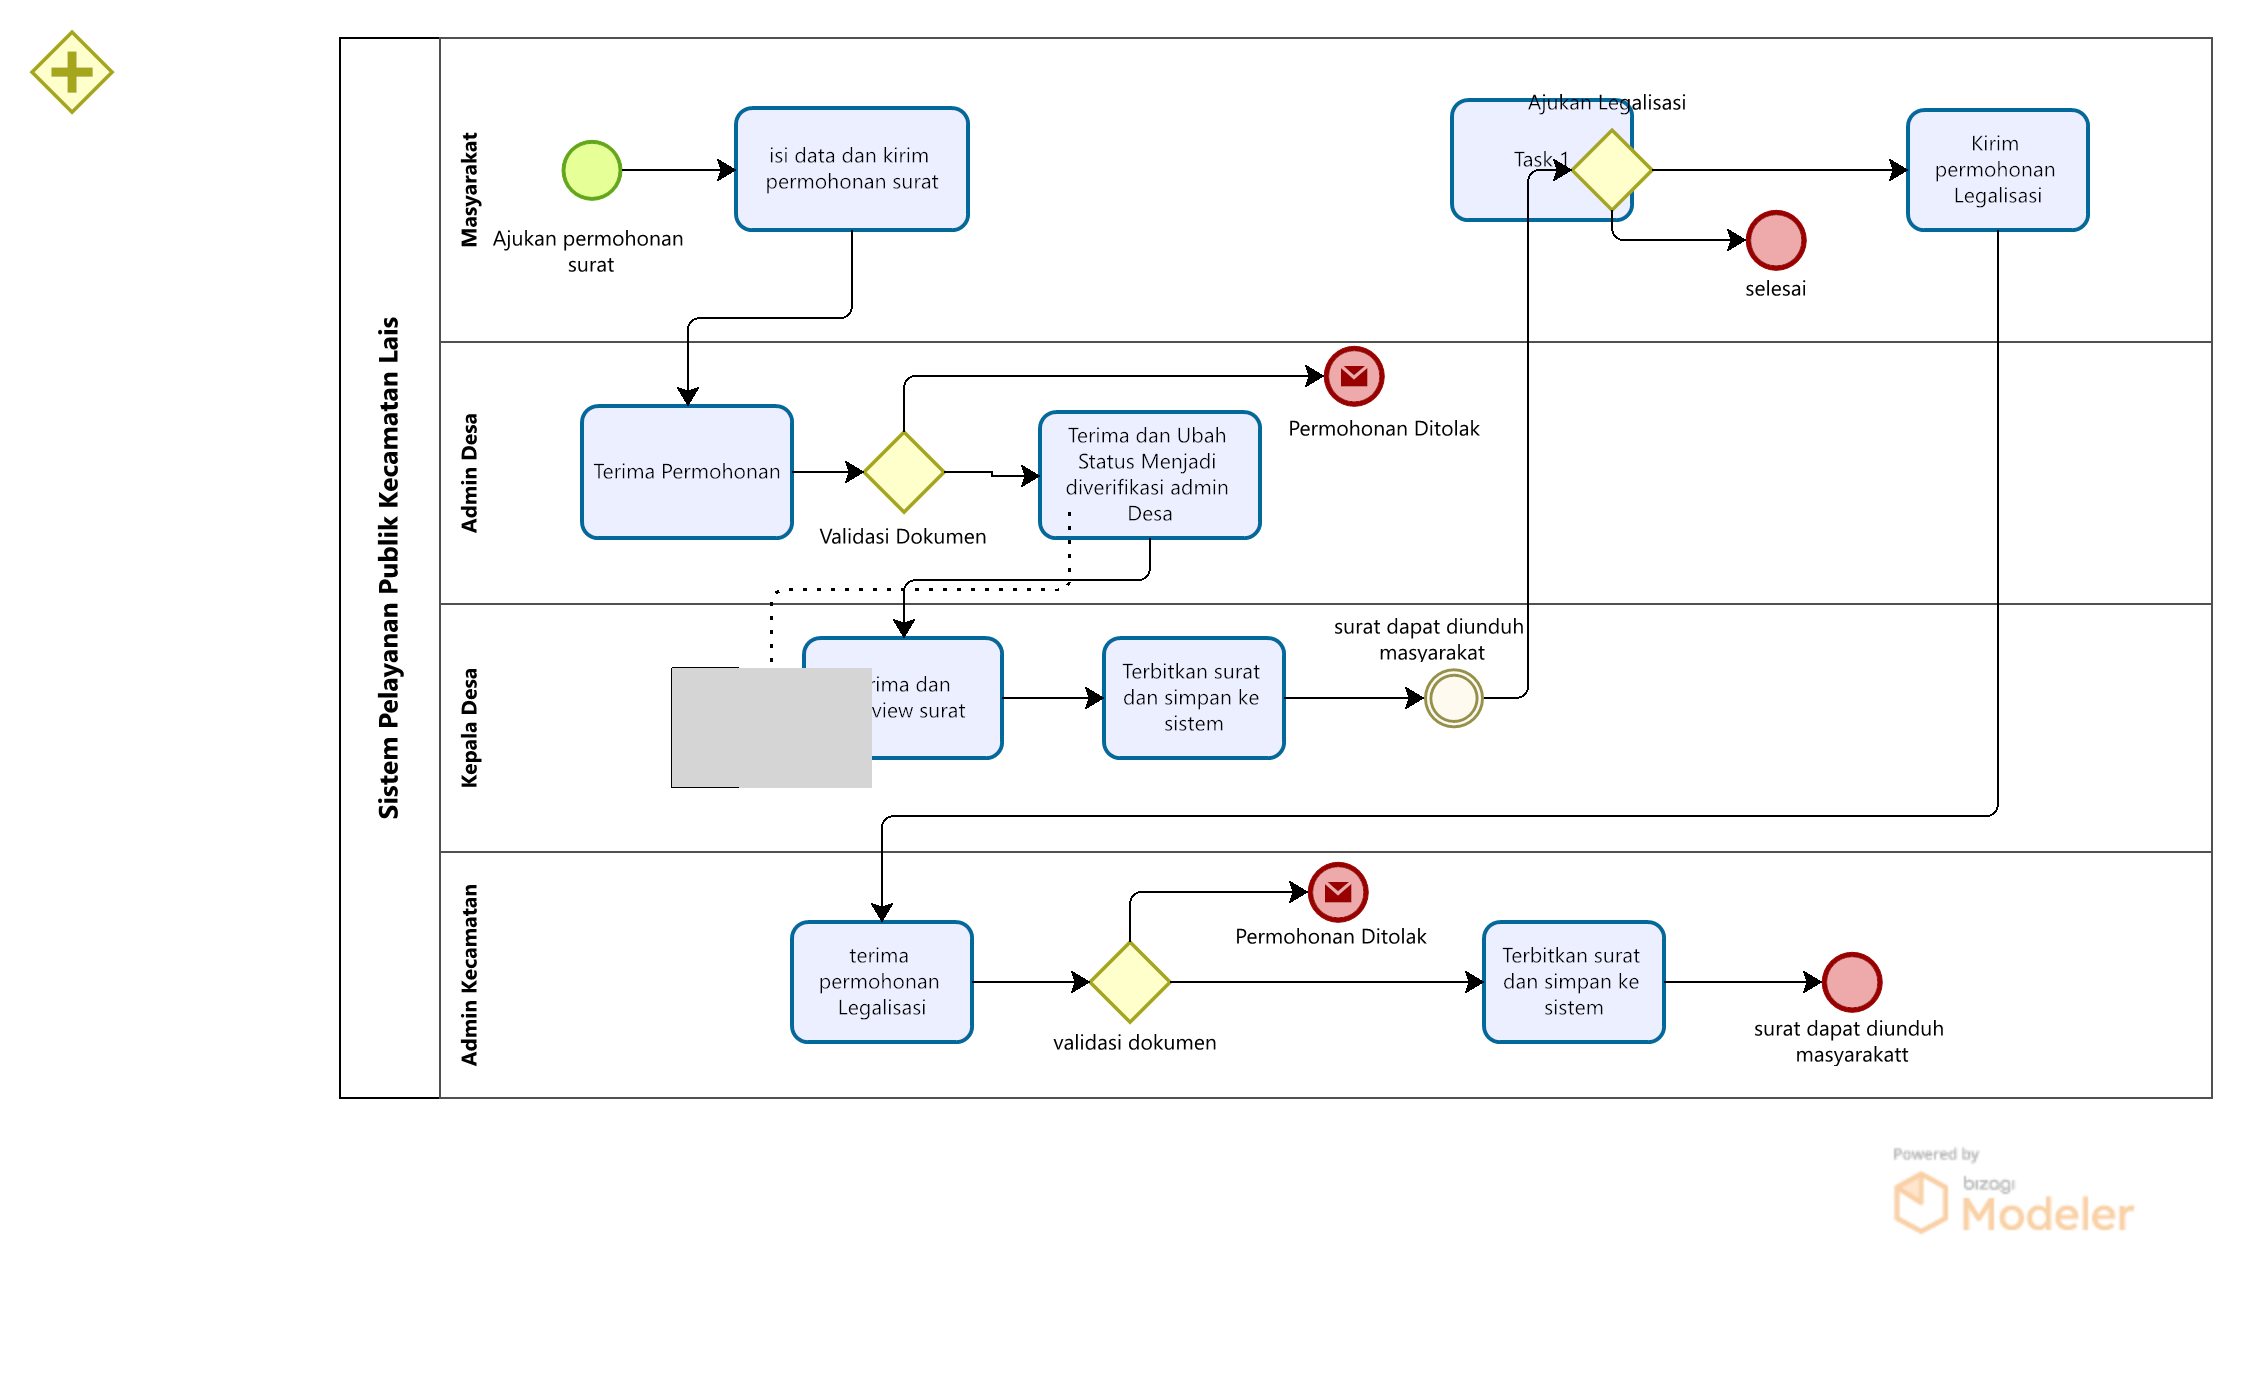 Sistem Pelayanan Publik Kecamatan Lais
Masyarakat
Ajukan permohonan
surat
isi data dan kirim
permohonan surat
Ajukan Legalisasi
Task 1
Kirim
permohonan
Legalisasi
selesai
Admin Desa
Terima Permohonan
Validasi Dokumen
Terima dan Ubah
Status Menjadi
diverifikasi admin
Desa
Permohonan Ditolak
Kepala Desa
rima dan
view surat
Terbitkan surat
dan simpan ke
sistem
surat dapat diunduh
masyarakat
Admin Kecamatan
terima
permohonan
Legalisasi
validasi dokumen
Permohonan Ditolak
Terbitkan surat
dan simpan ke
sistem
surat dapat diunduh
masyarakatt
Powered by
bizagi
Modeler